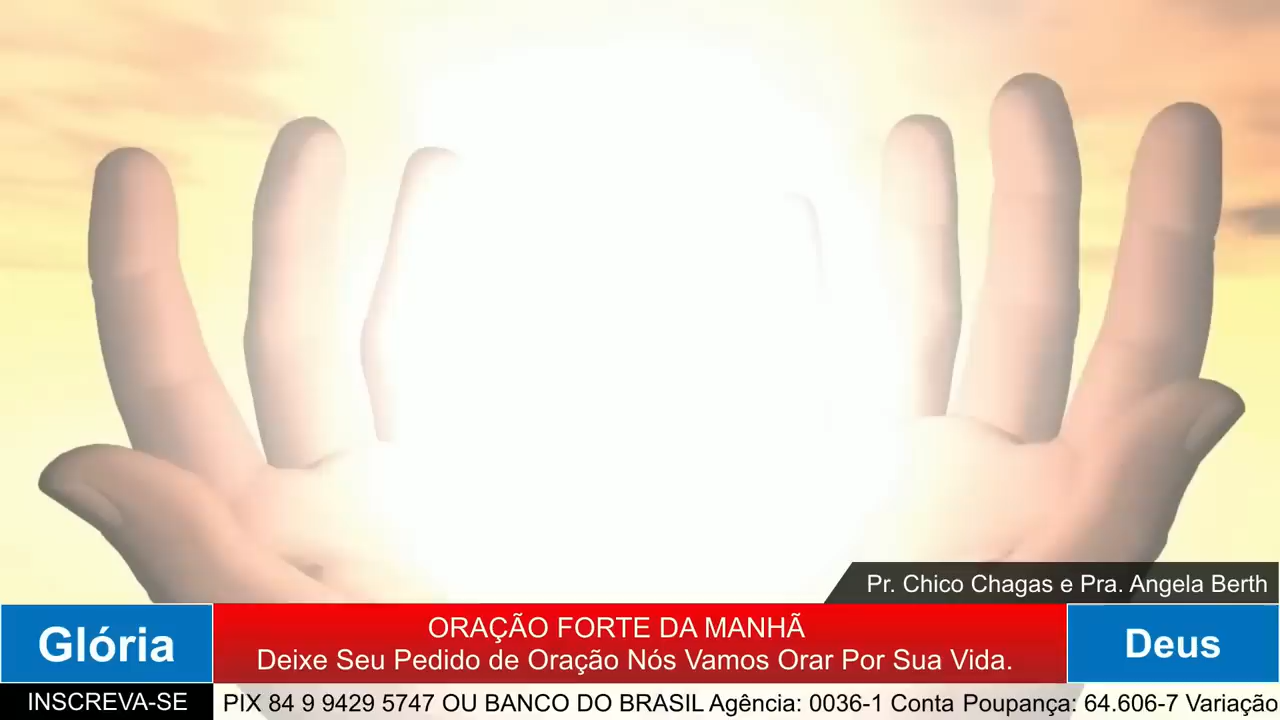 Pr. Chico Chagas e Pra. Angela Berth
Glória
ORAÇÃO FORTE DA MANHÃ
Deixe Seu Pedido de Oração Nós Vamos Orar Por Sua Vida.
Deus
INSCREVA-SE
PIX 84 9 9429 5747 OU BANCO DO BRASIL Agência: 0036-1 Conta Poupança: 64.606-7 Variação